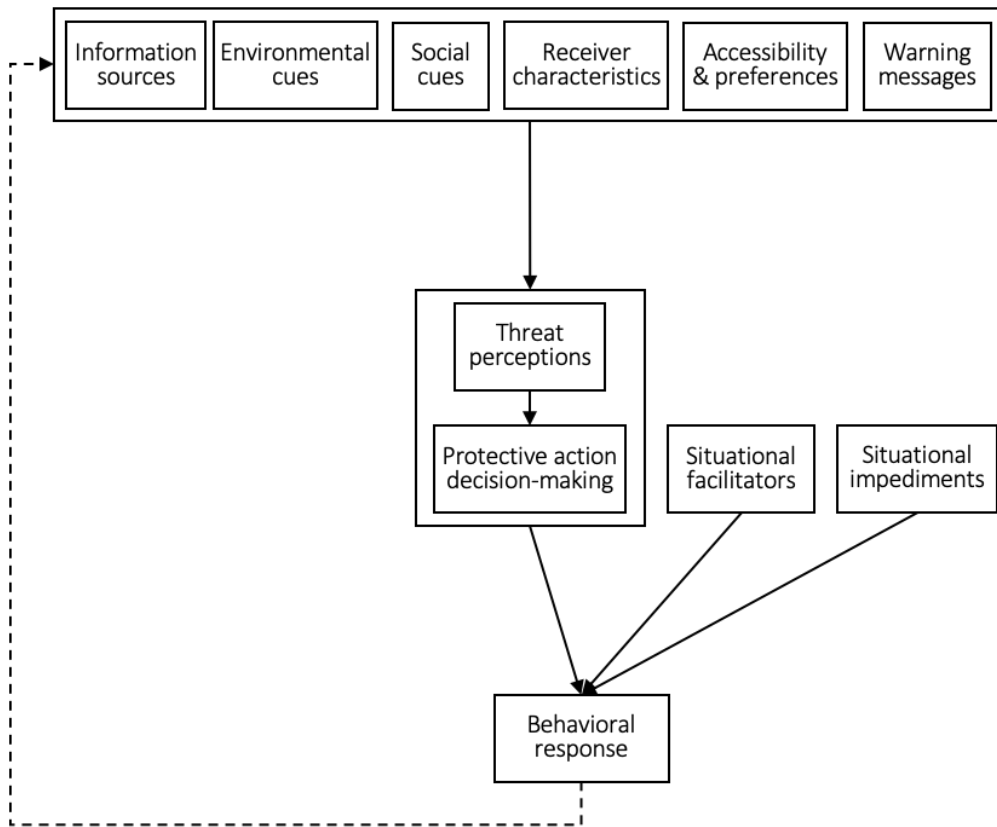 Information
sources
Environmental
cues
Social
cues
Receiver
characteristics
Accessibility
& preferences
Warning
messages
Threat
perceptions
Protective action
decision-making
Situational
facilitators
Situational
impediments
Behavioral
response